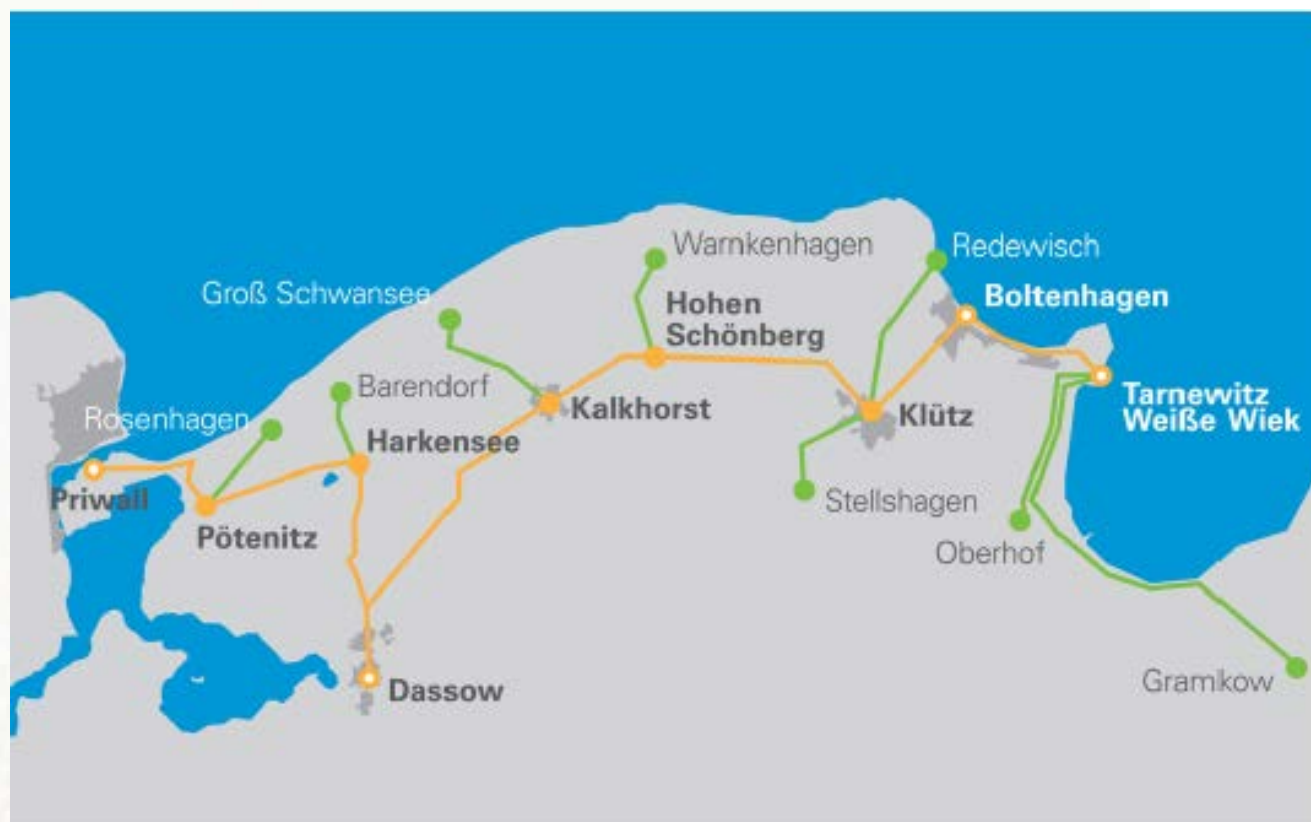 Warnkenhagen
Redewisch
Groß Schwansee
Boltenhagen
Hohen
Schönberg
Barendorf
Tarnewitz
Weiße Wiek
Kalkhorst
Klütz
Rosenhagen
Harkensee
Priwall
Stellshagen
Pötenitz
Oberhof
Gramkow
Dassow